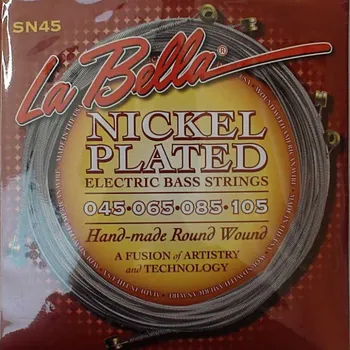 SN45
La Bella®
NICKEL
PLATED
ELECTRIC BASS STRINGS
045•065•085•105
Hand-made Round Wound
A FUSION of ARTISTRY
and TECHNOLOGY